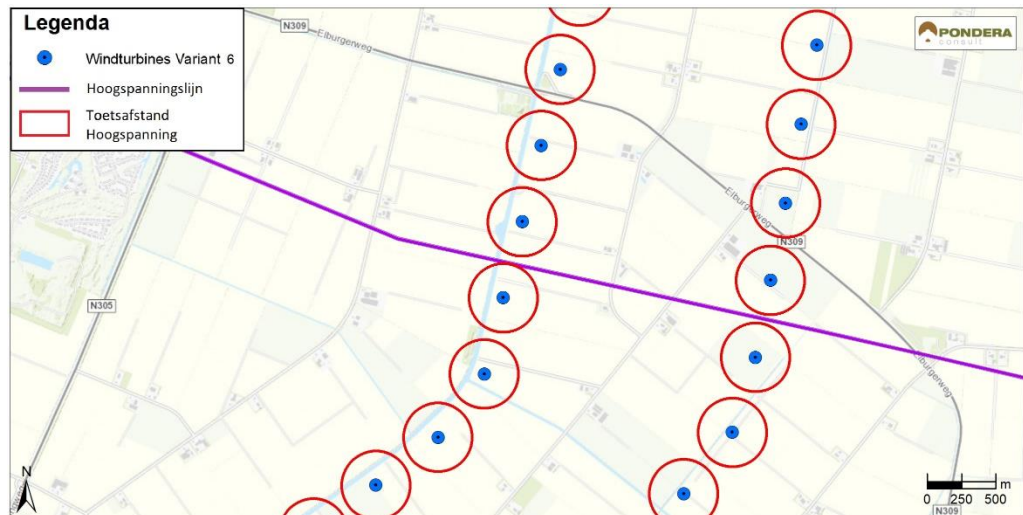 Legenda
Windturbines Variant 6
Hoogspanningslijn
Toetsafstand
Hoogspanning
N309
Elburgerweg
PONDERA
consult
Elburgerweg
N309
N305
Elburgerweg
N
0 250 500 m
N309